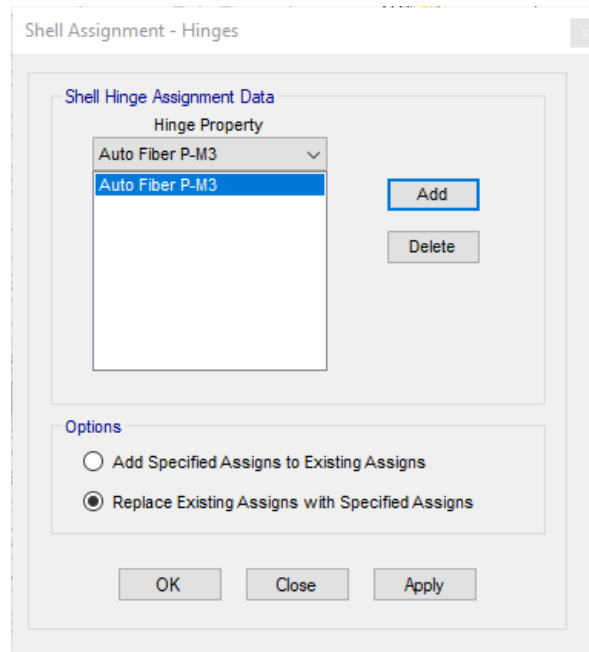 Shell Assignment - Hinges
x
Shell Hinge Assignment Data
Hinge Property
Auto Fiber P-M3
Auto Fiber P-M3
Add
Delete
Options
Add Specified Assigns to Existing Assigns
Replace Existing Assigns with Specified Assigns
OK Close Apply